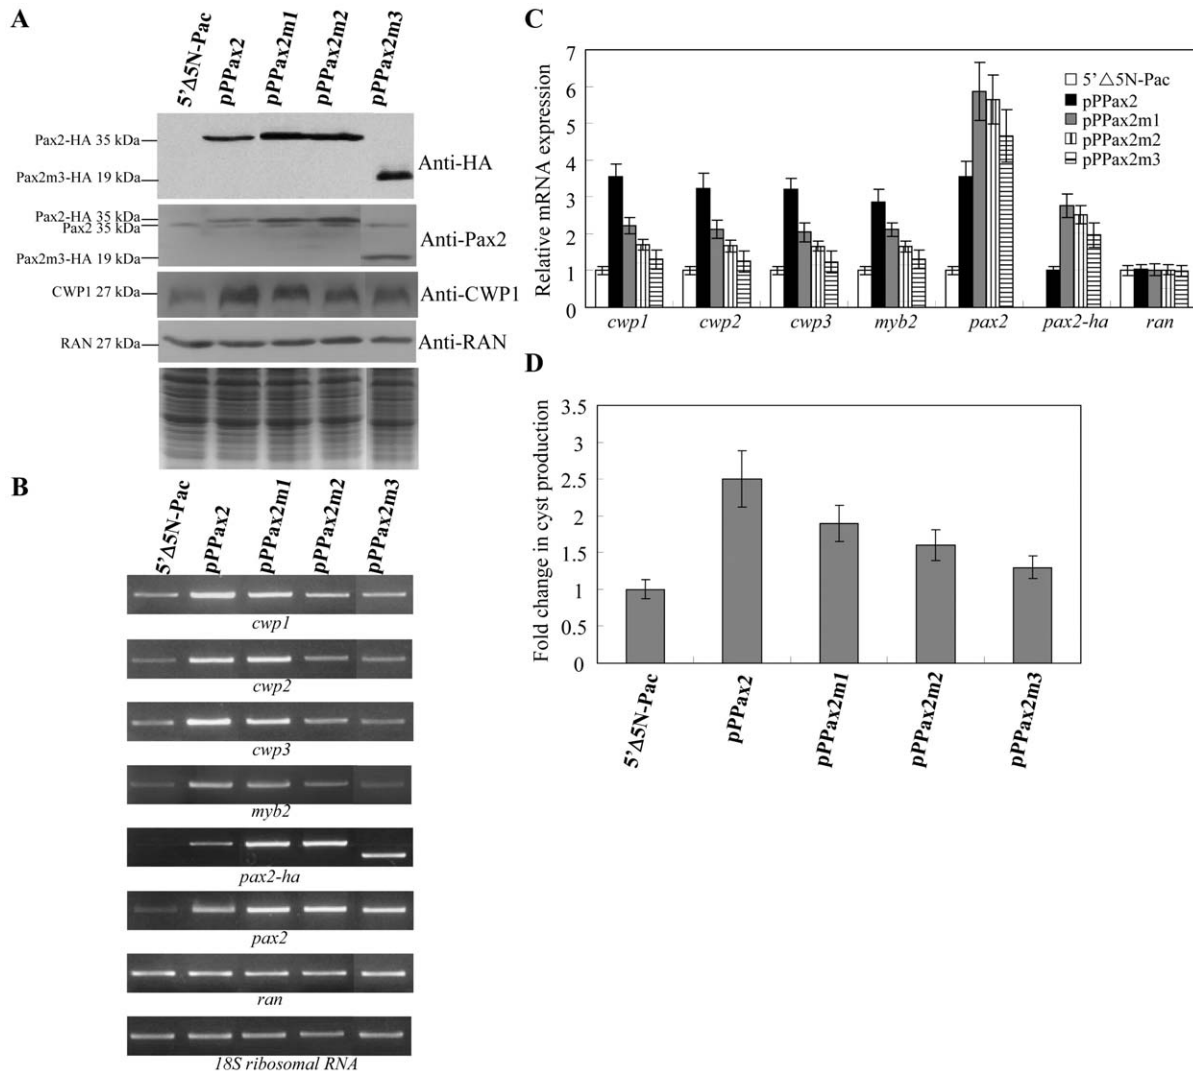 A
5’Δ5N-Pac
pPPax2
pPPax2m1
pPPax2m2
pPPax2m3
Pax2-HA 35 kDa
Pax2m3-HA 19 kDa
Anti-HA
Pax2-HA 35 kDa
Pax2 35 kDa
Pax2m3-HA 19 kDa
Anti-Pax2
CWP1 27 kDa
Anti-CWP1
RAN 27 kDa
Anti-RAN
B
5’Δ5N-Pac
pPPax2
pPPax2m1
pPPax2m2
pPPax2m3
cwp1
cwp2
cwp3
myb2
pax2-ha
pax2
ran
18S ribosomal RNA
C
Relative mRNA expression
7
6
5
4
3
2
1
0
5’△5N-Pac
pPPax2
pPPax2m1
pPPax2m2
pPPax2m3
cwp1 cwp2 cwp3 myb2 pax2 pax2-ha ran
D
Fold change in cyst production
3.5
3
2.5
2
1.5
1
0.5
0
5’Δ5N-Pac
pPPax2
pPPax2m1
pPPax2m2
pPPax2m3